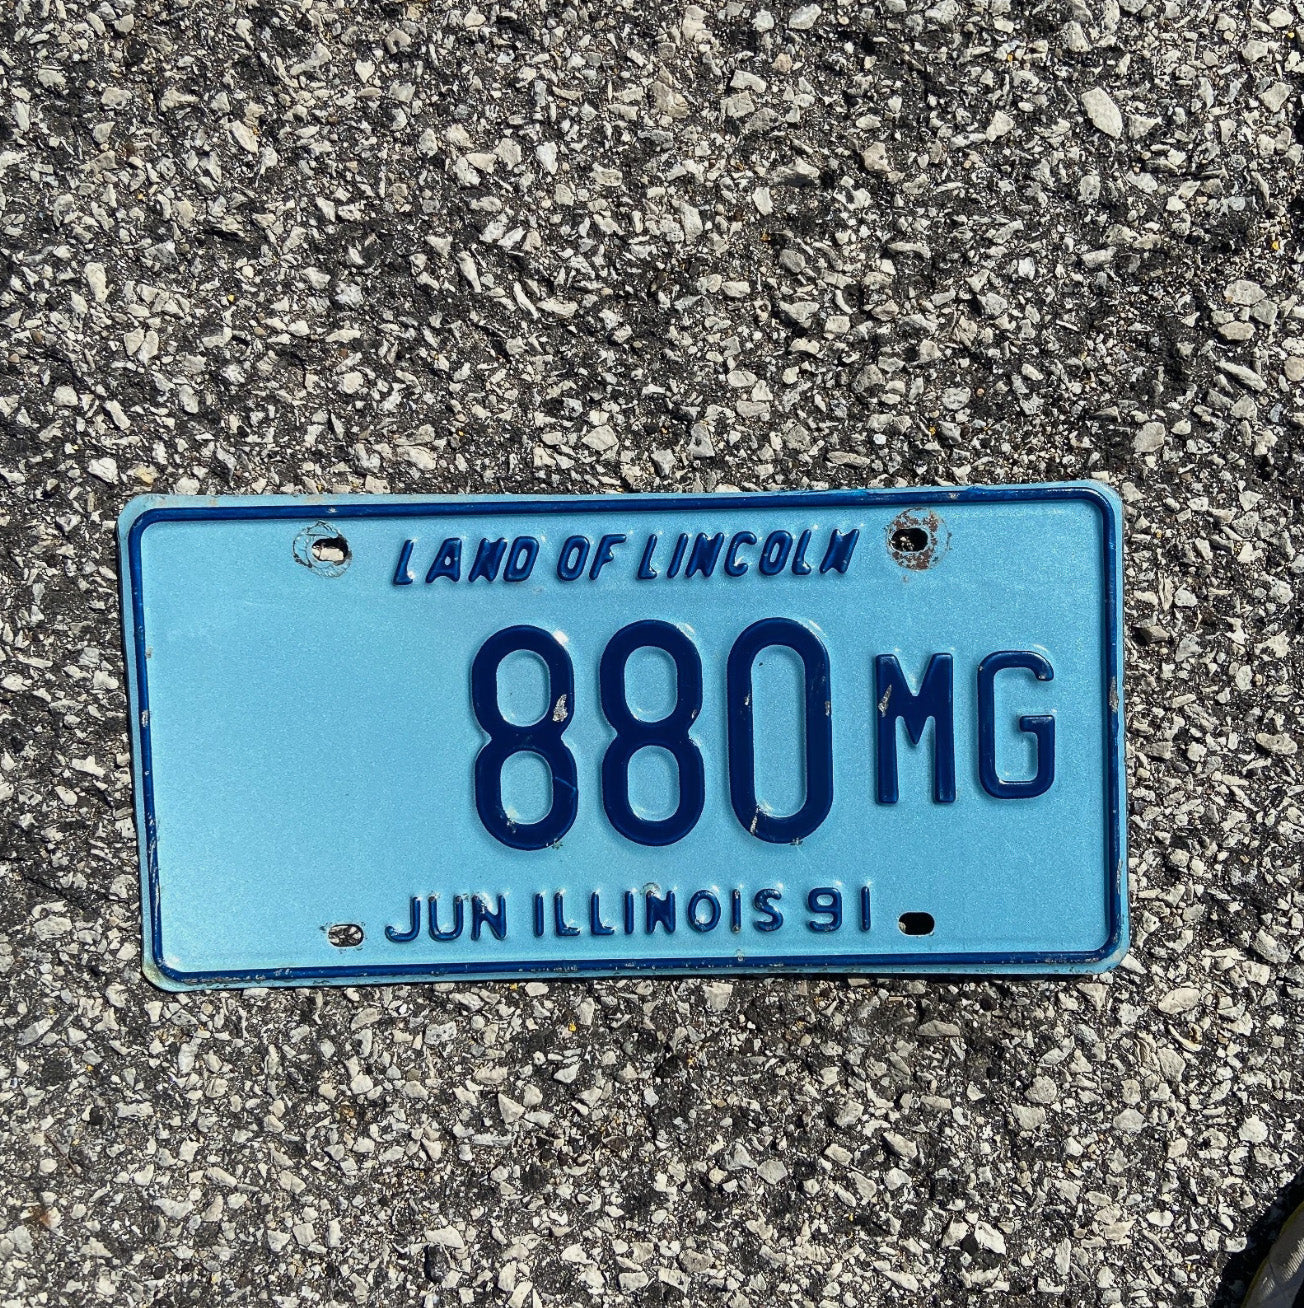 LAND OF LINCOLN
880 MG
JUN ILLINOIS 91